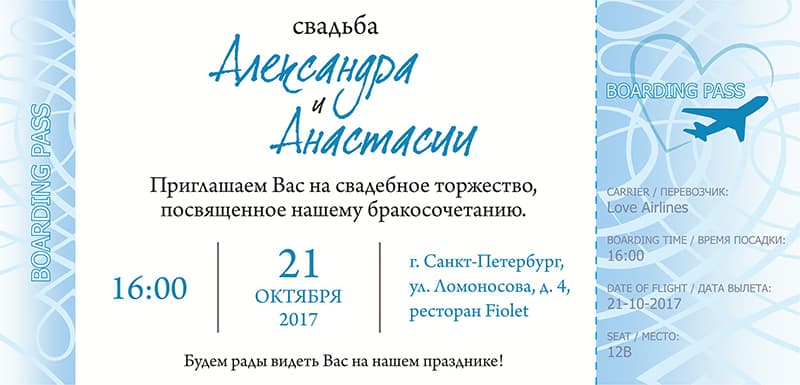 BOARDING PASS
свадьба
Александра
и
Анастасии
Приглашаем Вас на свадебное торжество,
посвященное нашему бракосочетанию.
16:00
21
ОКТЯБРЯ
2017
г. Санкт-Петербург,
ул. Ломоносова, д. 4,
ресторан Fiolet
Будем рады видеть Вас на нашем празднике!
BOARDING PASS
CARRIER / ПЕРЕВОЗЧИК:
Love Airlines
BOARDING TIME / ВРЕМЯ ПОСАДКИ:
16:00
DATE OF FLIGHT / ДАТА ВЫЛЕТА:
21-10-2017
SEAT / МЕСТО:
12B